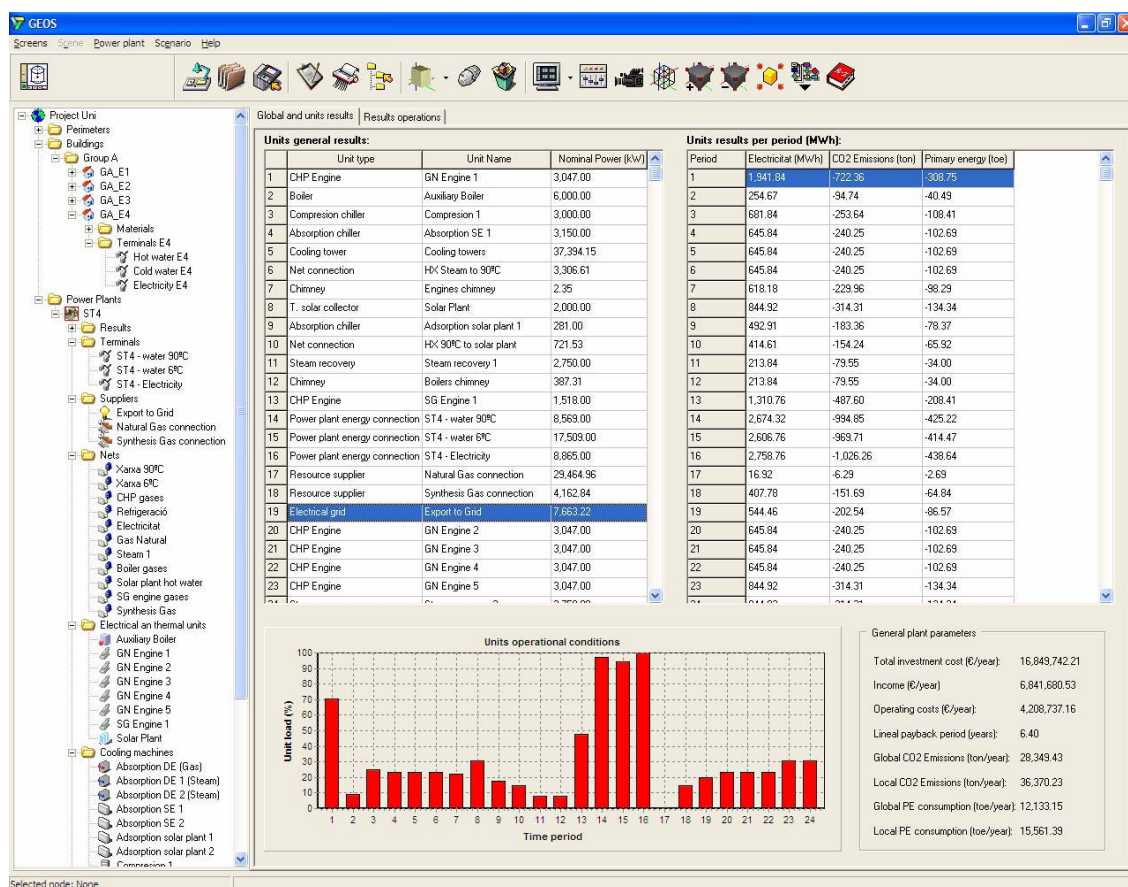 GEOS
Screens Scene Power plant Scenario Help
Project Uni
Perimeters
Buildings
Group A
GA_E1
GA_E2
GA_E3
GA_E4
Materials
Terminals E4
Hot water E4
Cold water E4
Electricity E4
Power Plants
ST4
Results
Terminals
ST4 - water 90ºC
ST4 - water 6ºC
ST4 - Electricity
Suppliers
Export to Grid
Natural Gas connection
Synthesis Gas connection
Nets
Xarxa 90ºC
Xarxa 6ºC
CHP gases
Refrigeració
Electricitat
Gas Natural
Steam 1
Boiler gases
Solar plant hot water
SG engine gases
Synthesis Gas
Electrical an thermal units
Auxiliary Boiler
GN Engine 1
GN Engine 2
GN Engine 3
GN Engine 4
GN Engine 5
SG Engine 1
Solar Plant
Cooling machines
Absorption DE (Gas)
Absorption DE 1 (Steam)
Absorption DE 2 (Steam)
Absorption SE 1
Absorption SE 2
Adsorption solar plant 1
Adsorption solar plant 2
Compresion 1
Global and units results Results operations
Units general results:
Unit type Unit Name Nominal Power (kW)
1 CHP Engine GN Engine 1 3,047.00
2 Boiler Auxiliary Boiler 6,000.00
3 Compresion chiller Compresion 1 3,000.00
4 Absorption chiller Absorption SE 1 3,150.00
5 Cooling tower Cooling towers 37,394.15
6 Net connection HX Steam to 90ºC 3,306.61
7 Chimney Engines chimney 2.35
8 T. solar collector Solar Plant 2,000.00
9 Absorption chiller Adsorption solar plant 1 281.00
10 Net connection HX 90ºC to solar plant 721.53
11 Steam recovery Steam recovery 1 2,750.00
12 Chimney Boilers chimney 387.31
13 CHP Engine SG Engine 1 1,518.00
14 Power plant energy connection ST4 - water 90ºC 8,569.00
15 Power plant energy connection ST4 - water 6ºC 17,509.00
16 Power plant energy connection ST4 - Electricity 8,865.00
17 Resource supplier Natural Gas connection 29,464.96
18 Resource supplier Synthesis Gas connection 4,162.84
19 Electrical grid Export to Grid 7,663.22
20 CHP Engine GN Engine 2 3,047.00
21 CHP Engine GN Engine 3 3,047.00
22 CHP Engine GN Engine 4 3,047.00
23 CHP Engine GN Engine 5 3,047.00
Units results per period (MWh):
Period Electricitat (MWh) CO2 Emissions (ton) Primary energy (toe)
1 1,941.84 -722.36 -308.75
2 254.67 -94.74 -40.49
3 681.84 -253.64 -108.41
4 645.84 -240.25 -102.69
5 645.84 -240.25 -102.69
6 645.84 -240.25 -102.69
7 618.18 -229.96 -98.29
8 844.92 -314.31 -134.34
9 492.91 -183.36 -78.37
10 414.61 -154.24 -65.92
11 213.84 -79.55 -34.00
12 213.84 -79.55 -34.00
13 1,310.76 -487.60 -208.41
14 2,674.32 -994.85 -425.22
15 2,606.76 -969.71 -414.47
16 2,758.76 -1,026.26 -438.64
17 16.92 -6.29 -2.69
18 407.78 -151.69 -64.84
19 544.46 -202.54 -86.57
20 645.84 -240.25 -102.69
21 645.84 -240.25 -102.69
22 645.84 -240.25 -102.69
23 844.92 -314.31 -134.34
Units operational conditions
Unit load (%)
100
90
80
70
60
50
40
30
20
10
0
1 2 3 4 5 6 7 8 9 10 11 12 13 14 15 16 17 18 19 20 21 22 23 24
Time period
General plant parameters
Total investment cost (€/year): 16,849,742.21
Income (€/year) 6,841,680.53
Operating costs (€/year): 4,208,737.16
Lineal payback period (years): 6.40
Global CO2 Emissions (ton/year): 28,349.43
Local CO2 Emissions (ton/year): 36,370.23
Global PE consumption (toe/year): 12,133.15
Local PE consumption (toe/year): 15,561.39
Selected node: None